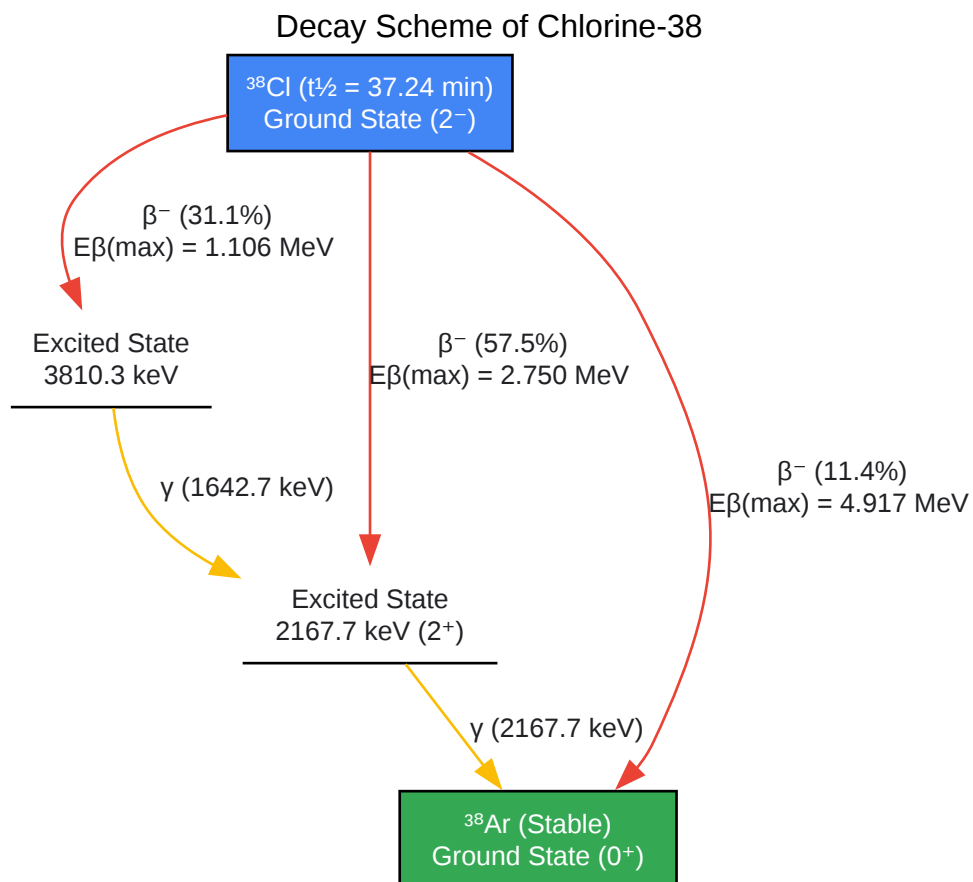 Decay Scheme of Chlorine-38
³⁸Cl (t½ = 37.24 min)
Ground State (2⁻)
β⁻ (31.1%)
Eβ(max) = 1.106 MeV
Excited State
3810.3 keV
β⁻ (57.5%)
Eβ(max) = 2.750 MeV
β⁻ (11.4%)
Eβ(max) = 4.917 MeV
γ (1642.7 keV)
Excited State
2167.7 keV (2⁺)
γ (2167.7 keV)
³⁸Ar (Stable)
Ground State (0⁺)